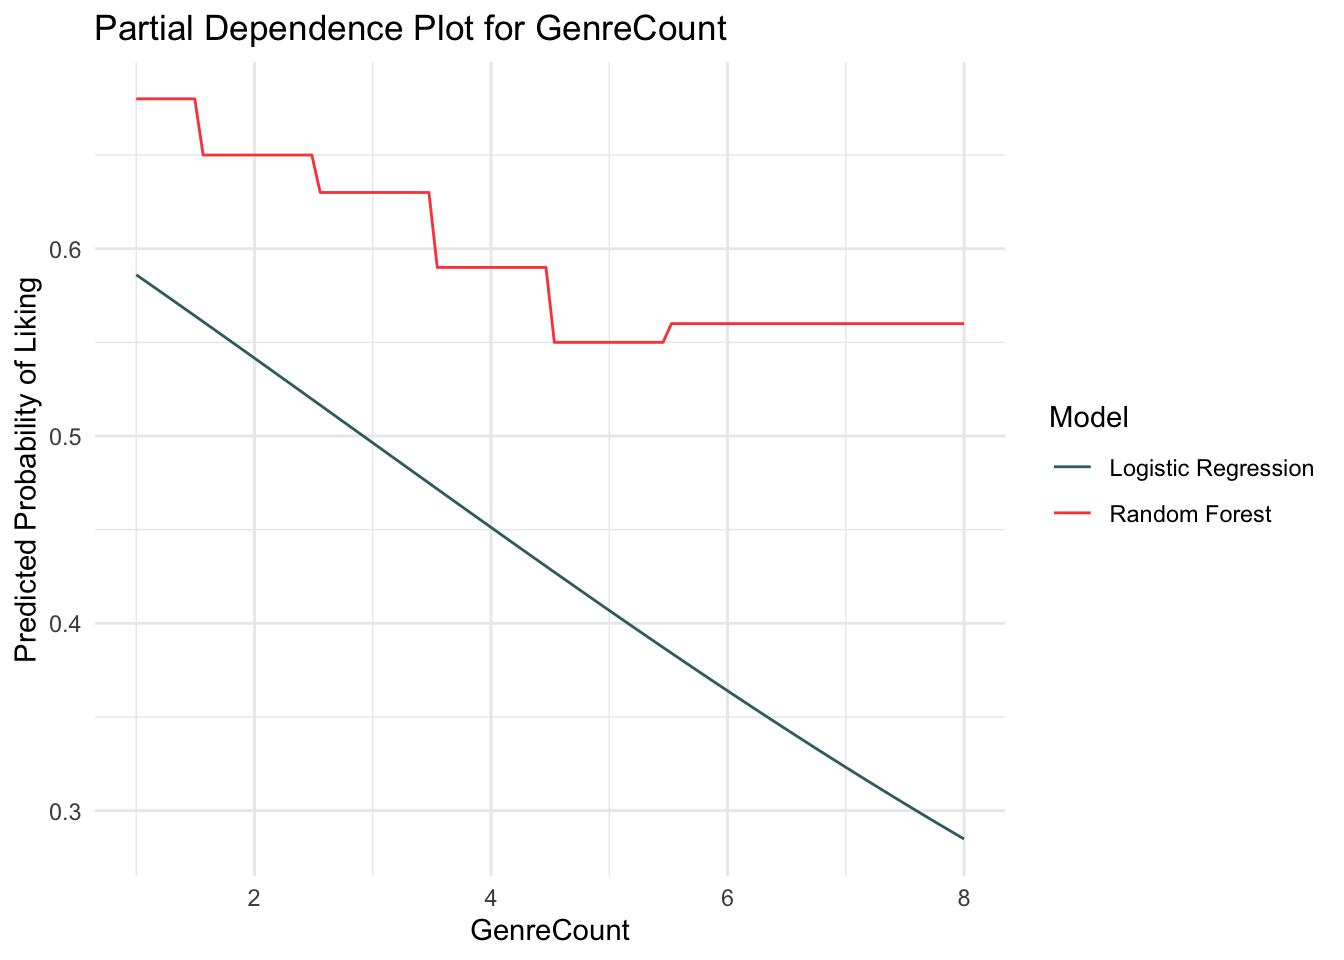 Partial Dependence Plot for GenreCount
Predicted Probability of Liking
0.6
0.5
0.4
0.3
2 4 6 8
GenreCount
Model
Logistic Regression
Random Forest